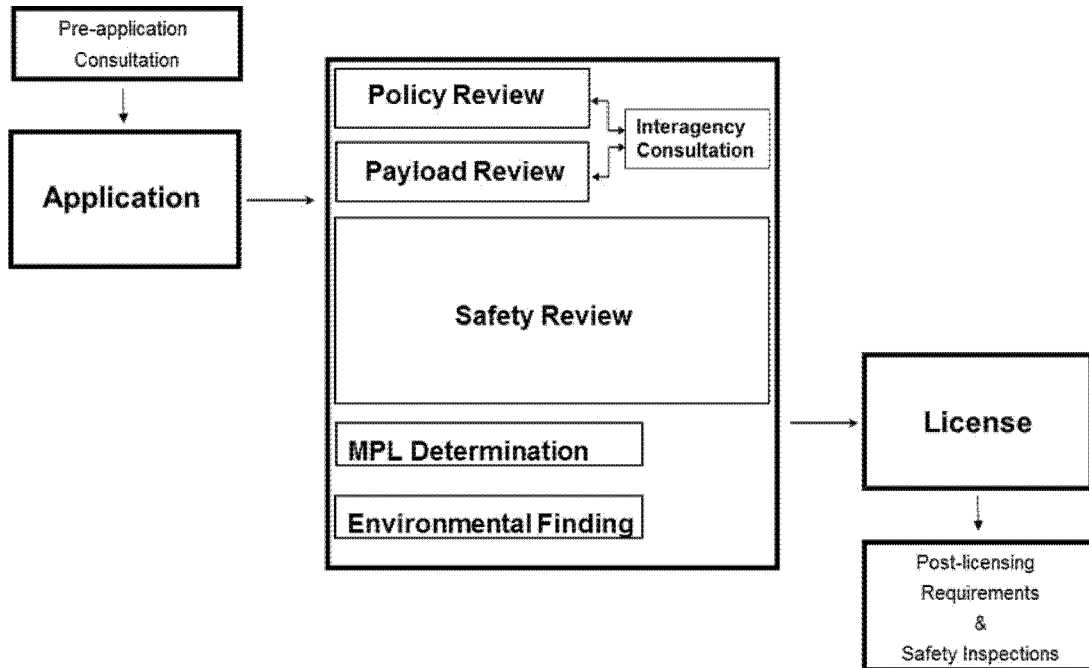 Pre-application
Consultation
Application
Policy Review
Interagency
Consultation
Payload Review
Safety Review
MPL Determination
Environmental Finding
License
Post-licensing
Requirements
&
Safety Inspections